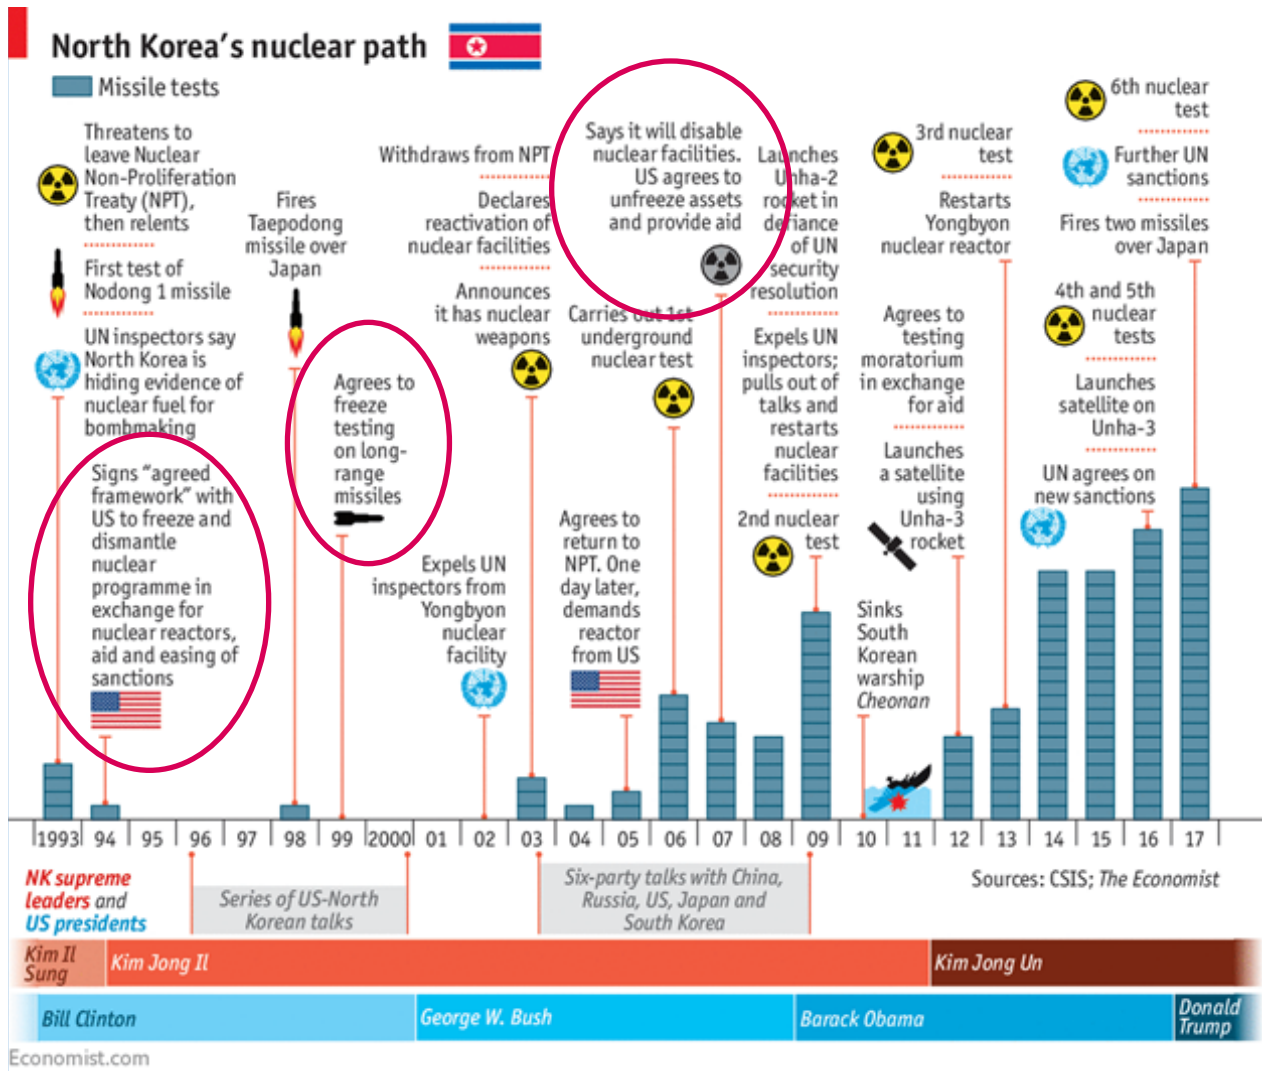 North Korea's nuclear path
Missile tests
Threatens to
leave Nuclear
Non-Proliferation
Treaty (NPT),
then relents
First test of
Nodong 1 missile
UN inspectors say
North Korea is
hiding evidence of
nuclear fuel for
bombmaking
Signs “agreed
framework” with
US to freeze and
dismantle
nuclear
programme in
exchange for
nuclear reactors,
aid and easing of
sanctions
Fires
Taepodong
missile over
Japan
Agrees to
freeze
testing
on long-
range
missiles
Expels UN
inspectors from
Yongbyon
nuclear
facility
Withdraws from NPT
Declares
reactivation of
nuclear facilities
Announces
it has nuclear
weapons
Agrees to
return to
NPT. One
day later,
demands
reactor
from US
Carries out 1st
underground
nuclear test
Says it will disable
nuclear facilities.
US agrees to
unfreeze assets
and provide aid
Launches
Unha-2
rocket in
defiance
of UN
security
resolution
Expels UN
inspectors;
pulls out of
talks and
restarts
nuclear
facilities
2nd nuclear
test
Sinks
South
Korean
warship
Cheonan
Agrees to
testing
moratorium
in exchange
for aid
Launches
a satellite
using
Unha-3
rocket
3rd nuclear
test
Restarts
Yongbyon
nuclear reactor
4th and 5th
nuclear
tests
Launches
satellite on
Unha-3
UN agrees on
new sanctions
6th nuclear
test
Further UN
sanctions
Fires two missiles
over Japan
1993 94 95 96 97 98 99 2000 01 02 03 04 05 06 07 08 09 10 11 12 13 14 15 16 17
NK supreme
leaders and
US presidents
Series of US-North
Korean talks
Six-party talks with China,
Russia, US, Japan and
South Korea
Sources: CSIS; The Economist
Kim Il
Sung
Kim Jong Il
Kim Jong Un
Bill Clinton
George W. Bush
Barack Obama
Donald
Trump
Economist.com